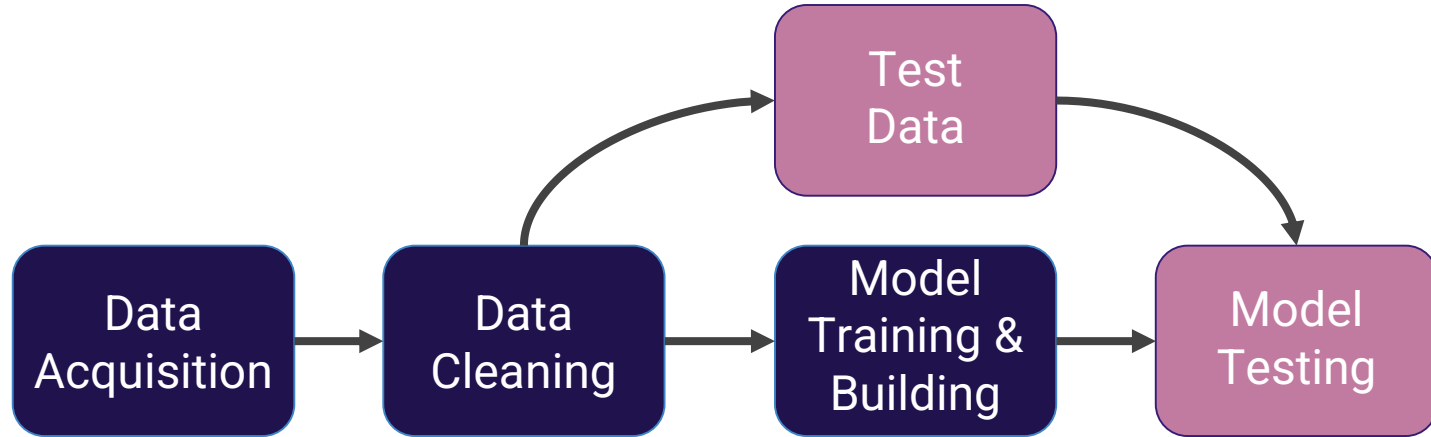 Test
Data
Data
Acquisition
Data
Cleaning
Model
Training &
Building
Model
Testing